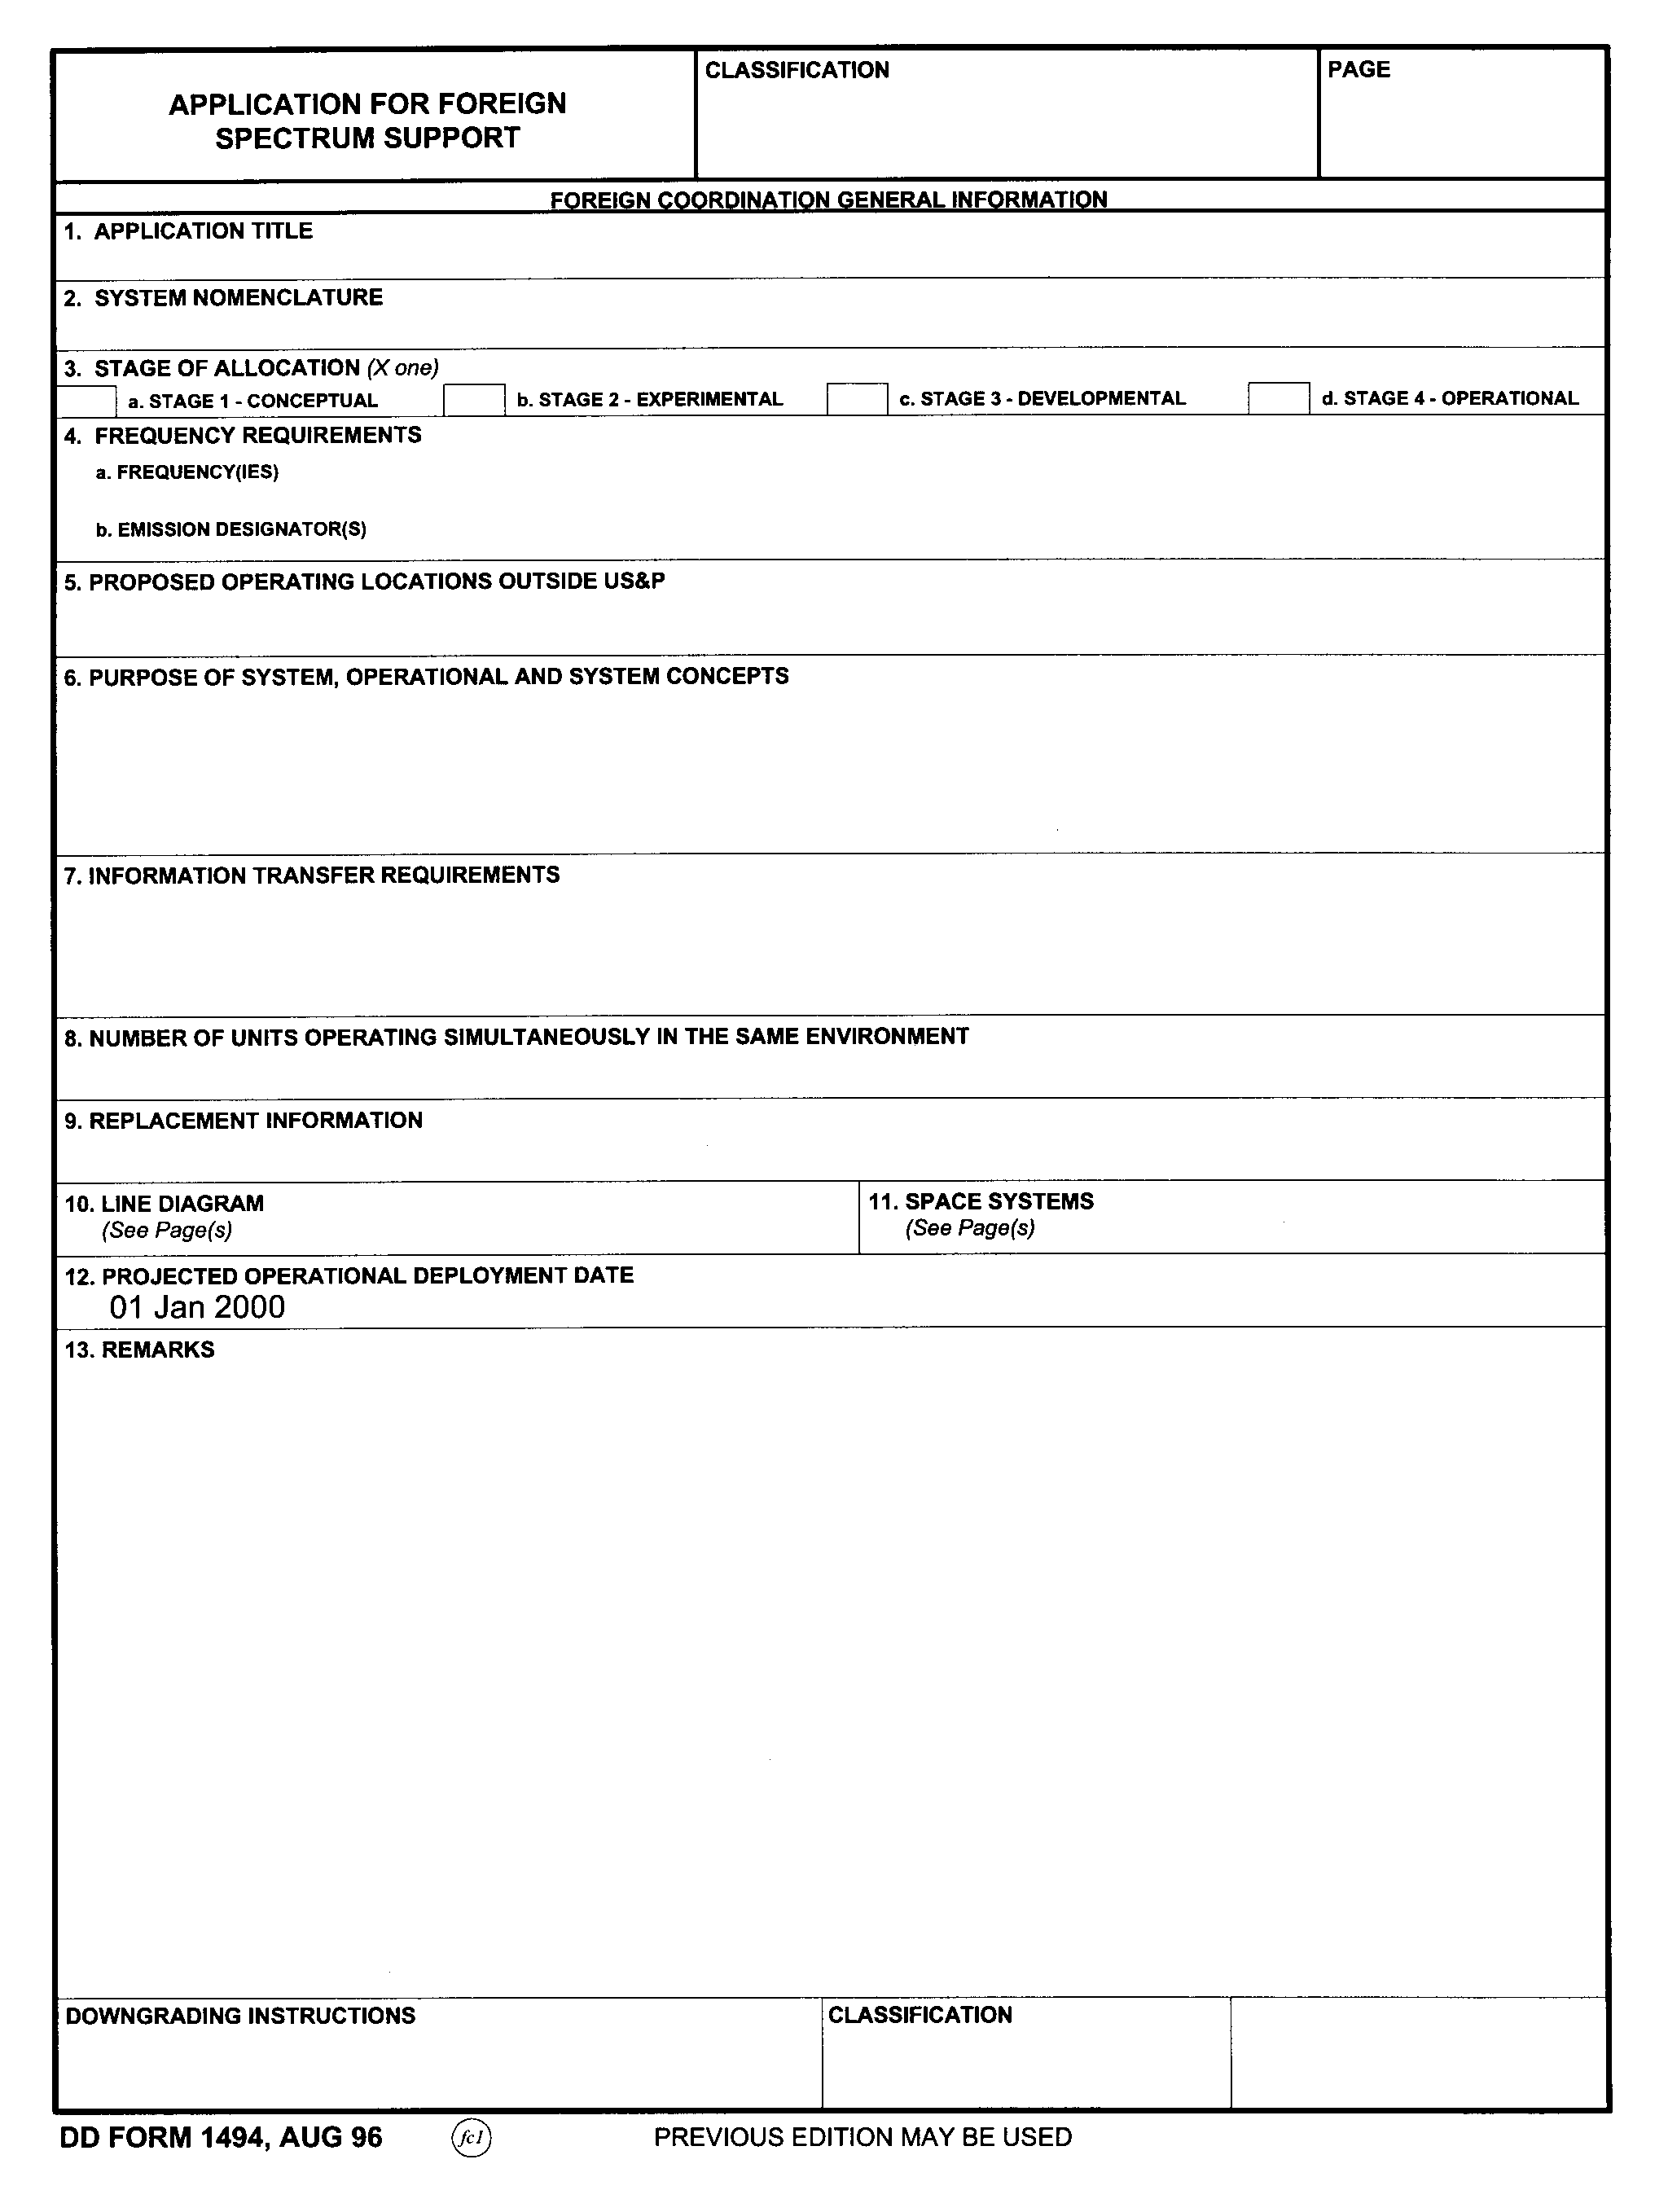 APPLICATION FOR FOREIGN
SPECTRUM SUPPORT
CLASSIFICATION
PAGE
FOREIGN COORDINATION GENERAL INFORMATION
1. APPLICATION TITLE
2. SYSTEM NOMENCLATURE
3. STAGE OF ALLOCATION (X one)
a. STAGE 1 - CONCEPTUAL
b. STAGE 2 - EXPERIMENTAL
c. STAGE 3 - DEVELOPMENTAL
d. STAGE 4 - OPERATIONAL
4. FREQUENCY REQUIREMENTS
a. FREQUENCY(IES)
b. EMISSION DESIGNATOR(S)
5. PROPOSED OPERATING LOCATIONS OUTSIDE US&P
6. PURPOSE OF SYSTEM, OPERATIONAL AND SYSTEM CONCEPTS
7. INFORMATION TRANSFER REQUIREMENTS
8. NUMBER OF UNITS OPERATING SIMULTANEOUSLY IN THE SAME ENVIRONMENT
9. REPLACEMENT INFORMATION
10. LINE DIAGRAM
(See Page(s)
11. SPACE SYSTEMS
(See Page(s)
12. PROJECTED OPERATIONAL DEPLOYMENT DATE
01 Jan 2000
13. REMARKS
DOWNGRADING INSTRUCTIONS
CLASSIFICATION
DD FORM 1494, AUG 96
fc1
PREVIOUS EDITION MAY BE USED